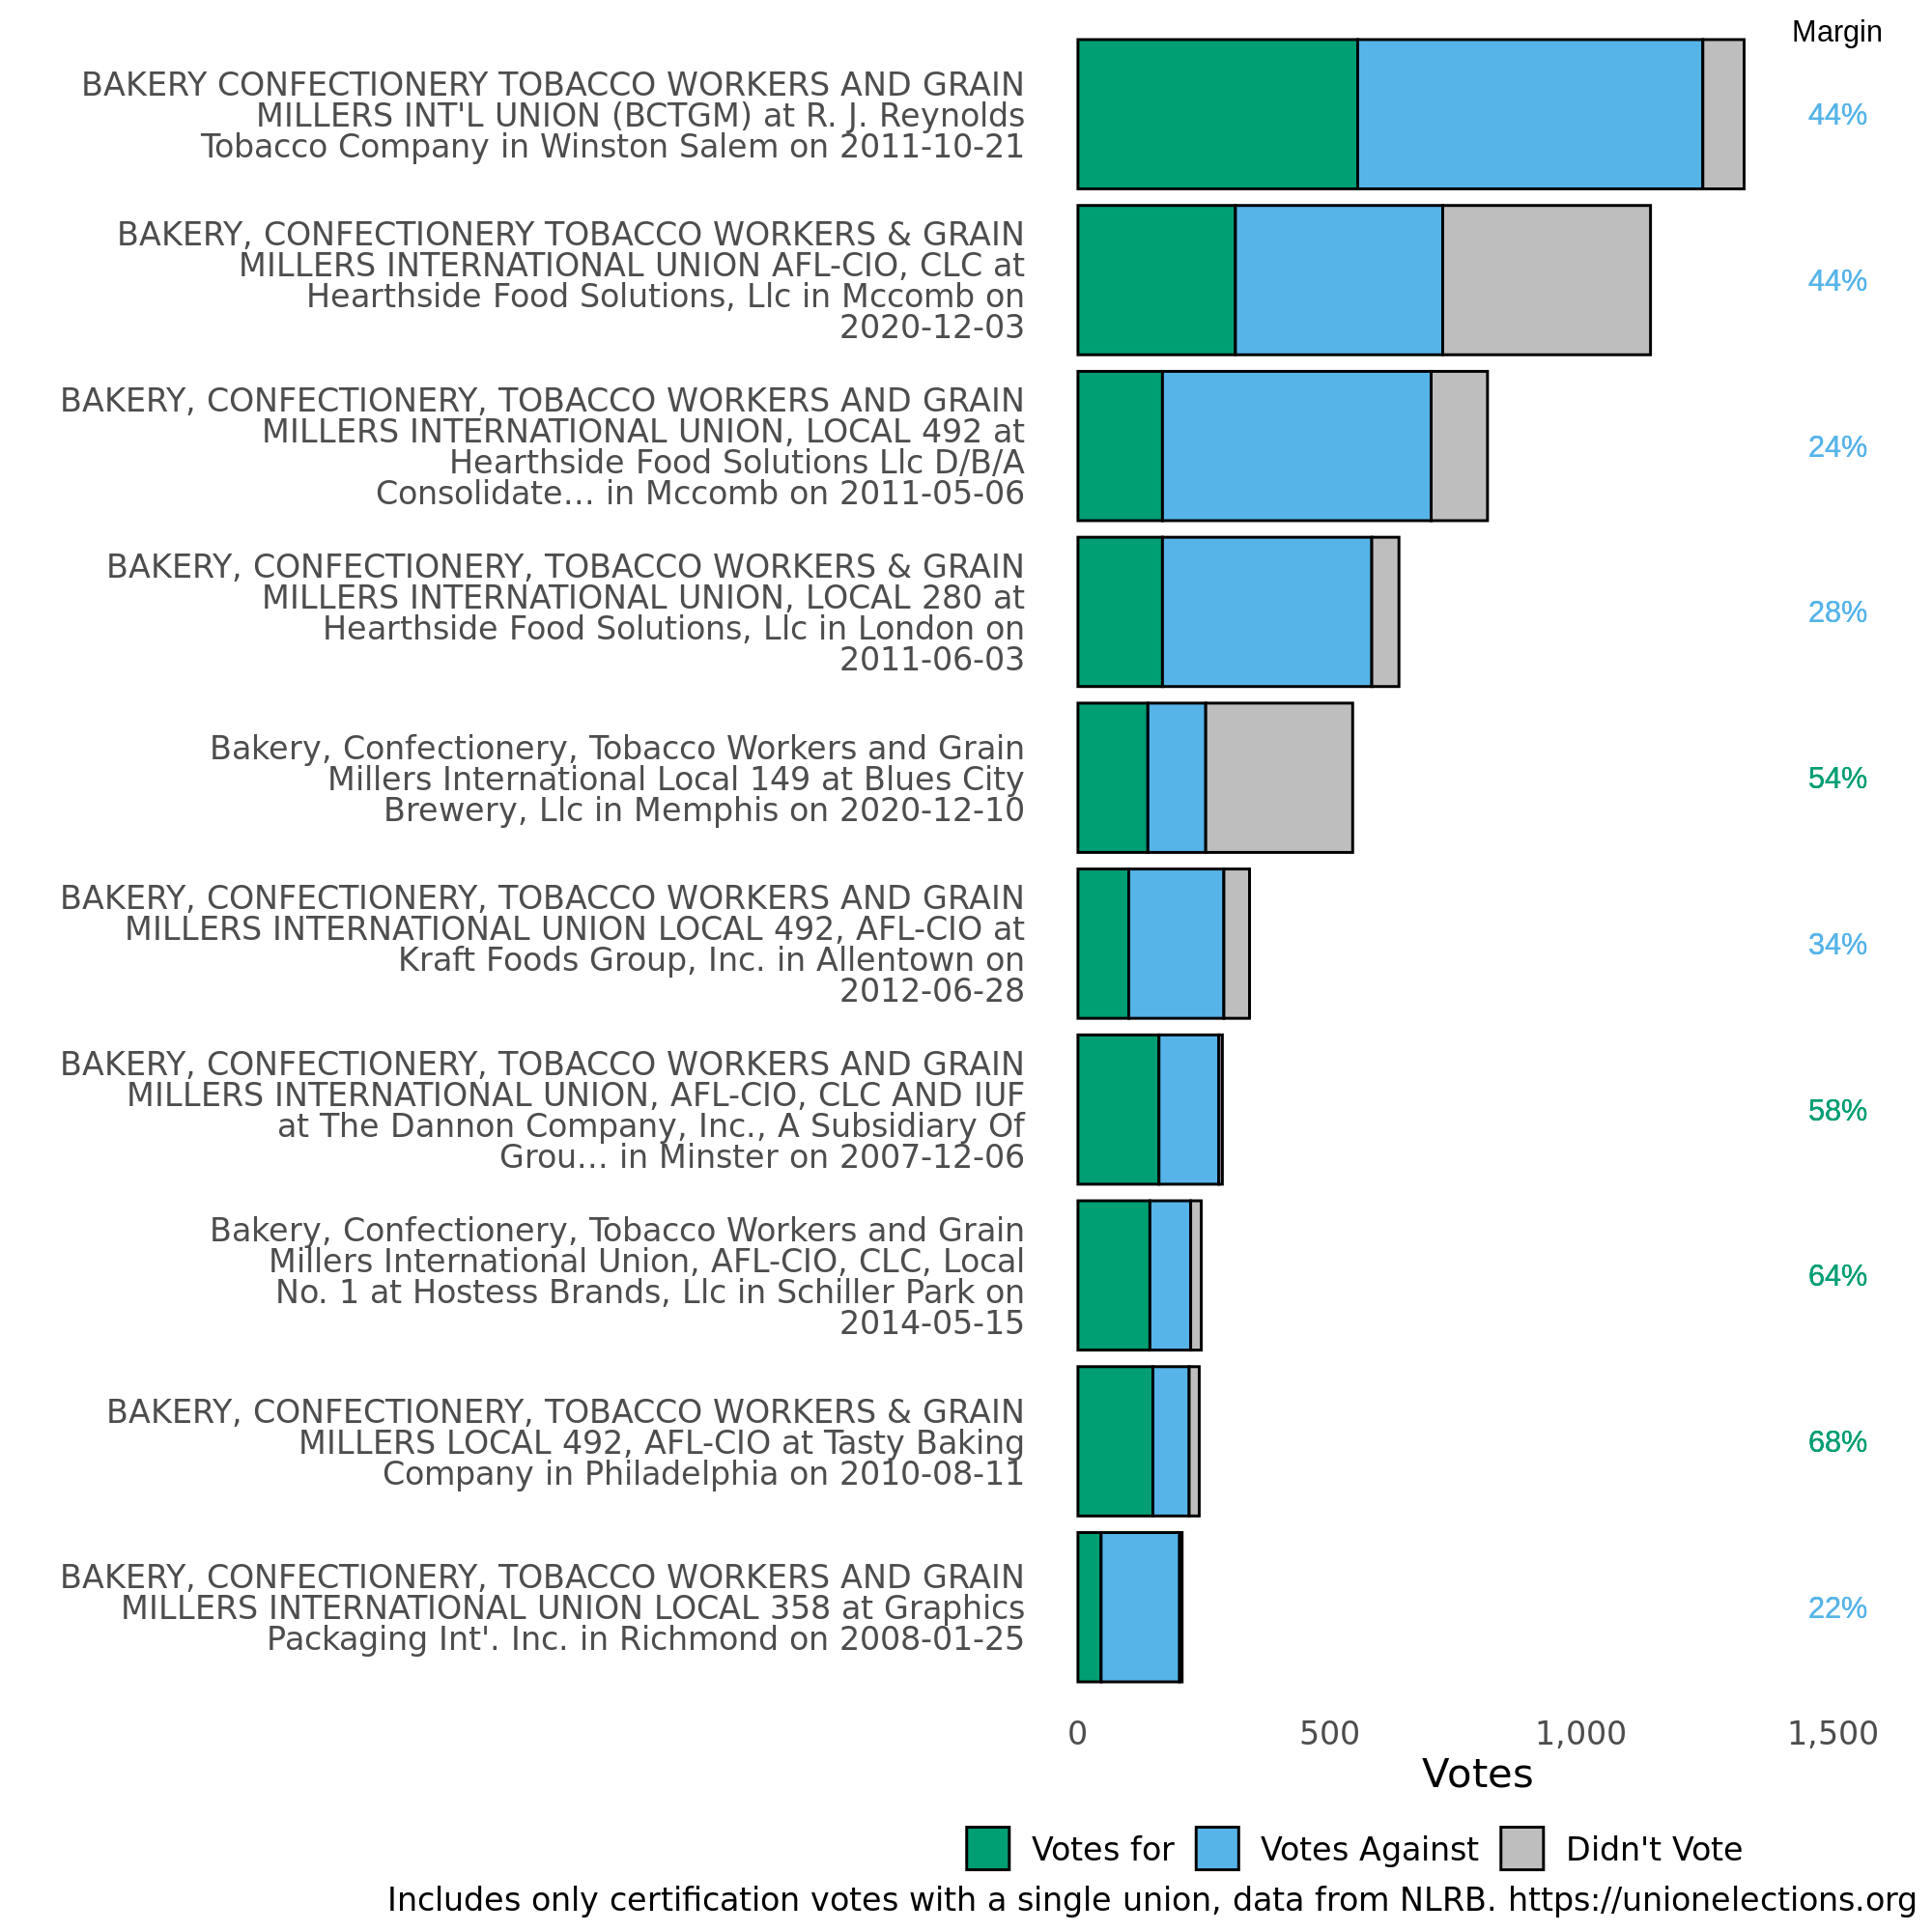 Margin
BAKERY CONFECTIONERY TOBACCO WORKERS AND GRAIN
MILLERS INT'L UNION (BCTGM) at R. J. Reynolds
Tobacco Company in Winston Salem on 2011-10-21
44%
BAKERY, CONFECTIONERY TOBACCO WORKERS & GRAIN
MILLERS INTERNATIONAL UNION AFL-CIO, CLC at
Hearthside Food Solutions, Llc in Mccomb on
2020-12-03
44%
BAKERY, CONFECTIONERY, TOBACCO WORKERS AND GRAIN
MILLERS INTERNATIONAL UNION, LOCAL 492 at
Hearthside Food Solutions Llc D/B/A
Consolidate... in Mccomb on 2011-05-06
24%
BAKERY, CONFECTIONERY, TOBACCO WORKERS & GRAIN
MILLERS INTERNATIONAL UNION, LOCAL 280 at
Hearthside Food Solutions, Llc in London on
2011-06-03
28%
Bakery, Confectionery, Tobacco Workers and Grain
Millers International Local 149 at Blues City
Brewery, Llc in Memphis on 2020-12-10
54%
BAKERY, CONFECTIONERY, TOBACCO WORKERS AND GRAIN
MILLERS INTERNATIONAL UNION LOCAL 492, AFL-CIO at
Kraft Foods Group, Inc. in Allentown on
2012-06-28
34%
BAKERY, CONFECTIONERY, TOBACCO WORKERS AND GRAIN
MILLERS INTERNATIONAL UNION, AFL-CIO, CLC AND IUF
at The Dannon Company, Inc., A Subsidiary Of
Grou... in Minster on 2007-12-06
58%
Bakery, Confectionery, Tobacco Workers and Grain
Millers International Union, AFL-CIO, CLC, Local
No. 1 at Hostess Brands, Llc in Schiller Park on
2014-05-15
64%
BAKERY, CONFECTIONERY, TOBACCO WORKERS & GRAIN
MILLERS LOCAL 492, AFL-CIO at Tasty Baking
Company in Philadelphia on 2010-08-11
68%
BAKERY, CONFECTIONERY, TOBACCO WORKERS AND GRAIN
MILLERS INTERNATIONAL UNION LOCAL 358 at Graphics
Packaging Int'. Inc. in Richmond on 2008-01-25
22%
0 500 1,000 1,500
Votes
Votes for Votes Against Didn't Vote
Includes only certification votes with a single union, data from NLRB. https://unionelections.org